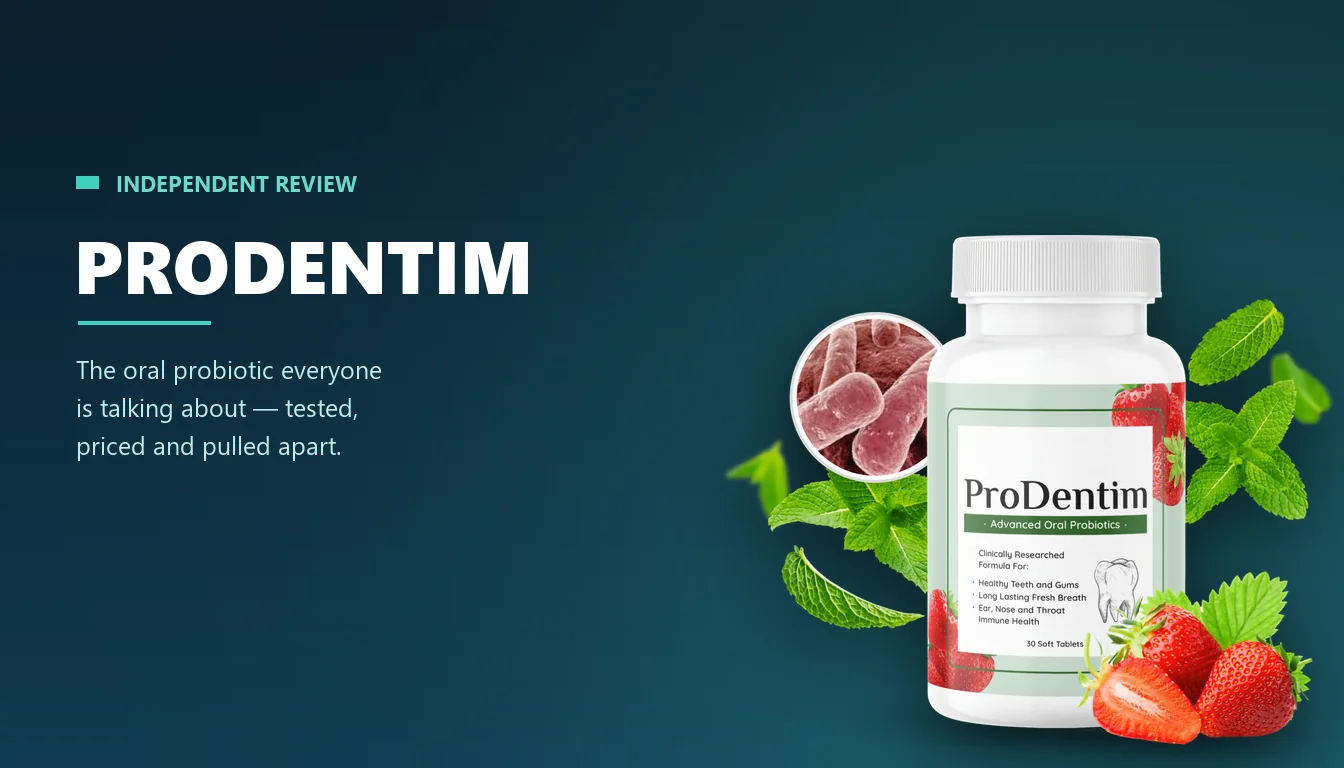 INDEPENDENT REVIEW
PRODENTIM
The oral probiotic everyone
is talking about — tested,
priced and pulled apart.
ProDentim
· Advanced Oral Probiotics ·
Clinically Researched
Formula For:
· Healthy Teeth and Gums
· Long Lasting Fresh Breath
· Ear, Nose and Throat
Immune Health
30 Soft Tablets